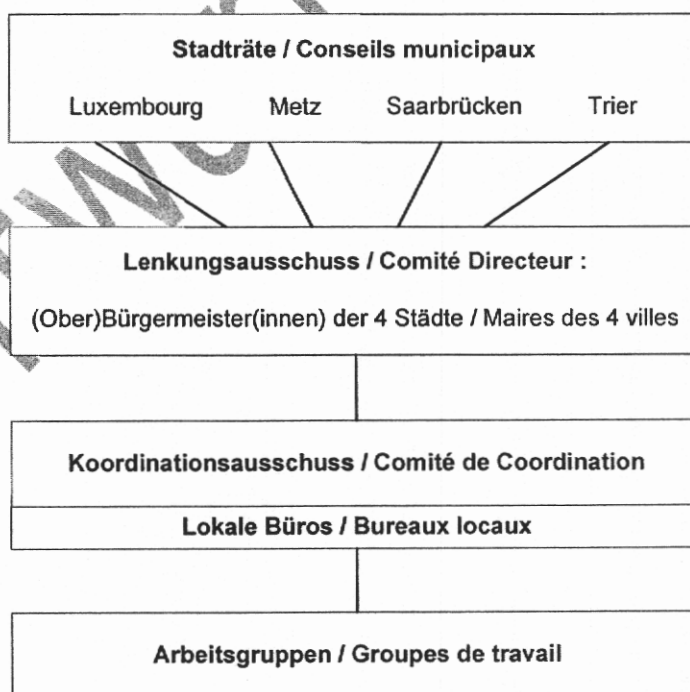 Stadträte / Conseils municipaux
Luxembourg Metz Saarbrücken Trier
Lenkungsausschuss / Comité Directeur :
(Ober)Bürgermeister(innen) der 4 Städte / Maires des 4 villes
Koordinationsausschuss / Comité de Coordination
Lokale Büros / Bureaux locaux
Arbeitsgruppen / Groupes de travail